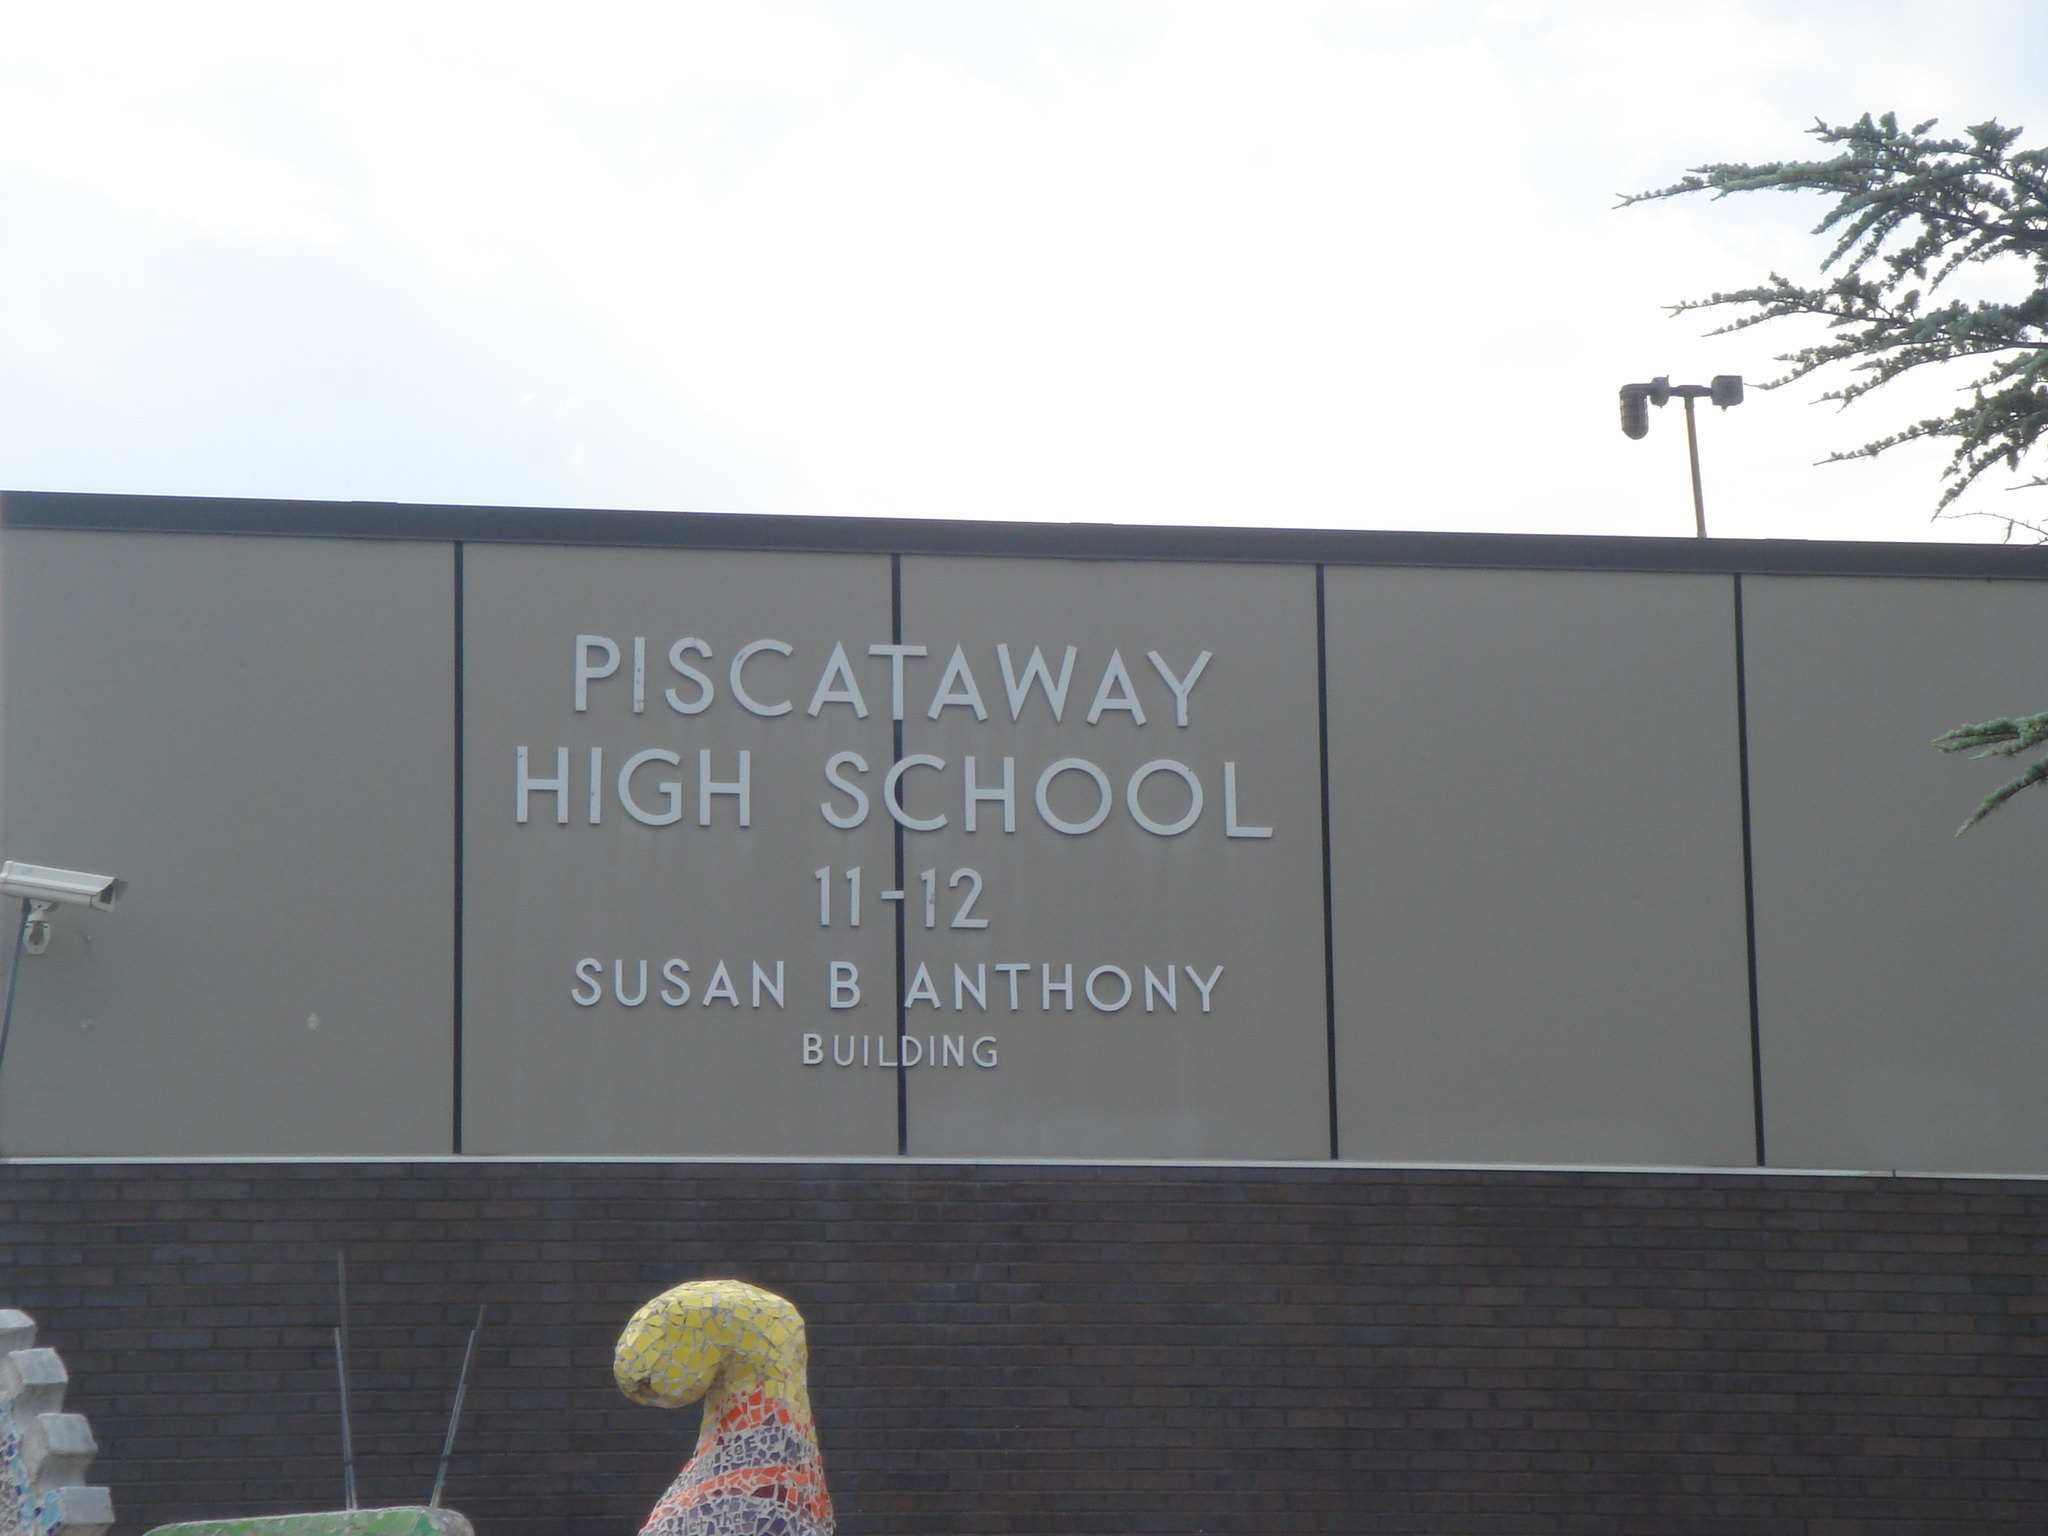 PISCATAWAY
HIGH SCHOOL
11-12
SUSAN B. ANTHONY
BUILDING